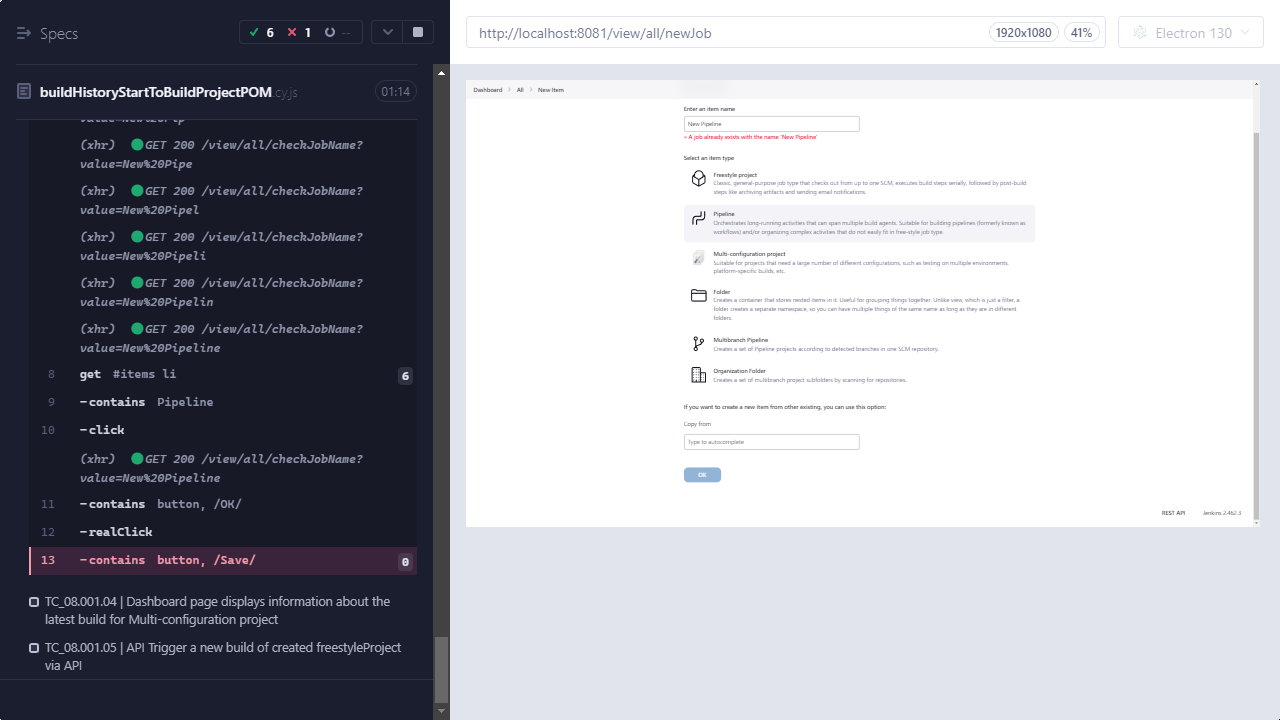 Specs
6
1
--
http://localhost:8081/view/all/newJob
1920x1080
41%
Electron 130
buildHistoryStartToBuildProjectPOM.cy.js
01:14
value=New%20Pip
(xhr) GET 200 /view/all/checkJobName?
value=New%20Pipe
(xhr) GET 200 /view/all/checkJobName?
value=New%20Pipel
(xhr) GET 200 /view/all/checkJobName?
value=New%20Pipeli
(xhr) GET 200 /view/all/checkJobName?
value=New%20Pipelin
(xhr) GET 200 /view/all/checkJobName?
value=New%20Pipeline
8 get #items li 6
9 -contains Pipeline
10 -click
(xhr) GET 200 /view/all/checkJobName?
value=New%20Pipeline
11 -contains button, /OK/
12 -realClick
13 -contains button, /Save/ 0
TC_08.001.04 | Dashboard page displays information about the
latest build for Multi-configuration project
TC_08.001.05 | API Trigger a new build of created freestyleProject
via API
Dashboard > All > New Item
Enter an item name
New Pipeline
» A job already exists with the name 'New Pipeline'
Select an item type
Freestyle project
Classic, general-purpose job type that checks out from up to one SCM, executes build steps serially, followed by post-build
steps like archiving artifacts and sending email notifications.
Pipeline
Orchestrates long-running activities that can span multiple build agents. Suitable for building pipelines (formerly known as
workflows) and/or organizing complex activities that do not easily fit in free-style job type.
Multi-configuration project
Suitable for projects that need a large number of different configurations, such as testing on multiple environments,
platform-specific builds, etc.
Folder
Creates a container that stores nested items in it. Useful for grouping things together. Unlike view, which is just a filter, a
folder creates a separate namespace, so you can have multiple things of the same name as long as they are in different
folders.
Multibranch Pipeline
Creates a set of Pipeline projects according to detected branches in one SCM repository.
Organization Folder
Creates a set of multibranch project subfolders by scanning for repositories.
If you want to create a new item from other existing, you can use this option:
Copy from
Type to autocomplete
OK
REST API
Jenkins 2.462.3